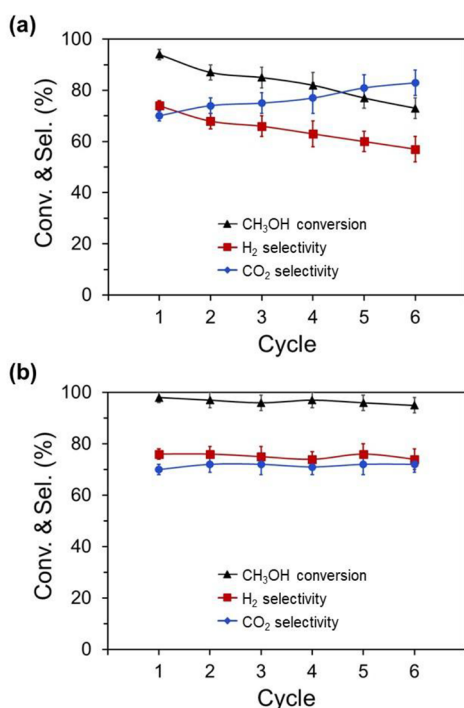 (a)
100
80
60
40
20
0
Conv. & Sel. (%)
CH₃OH conversion
H₂ selectivity
CO₂ selectivity
1 2 3 4 5 6
Cycle
(b)
100
80
60
40
20
0
Conv. & Sel. (%)
CH₃OH conversion
H₂ selectivity
CO₂ selectivity
1 2 3 4 5 6
Cycle